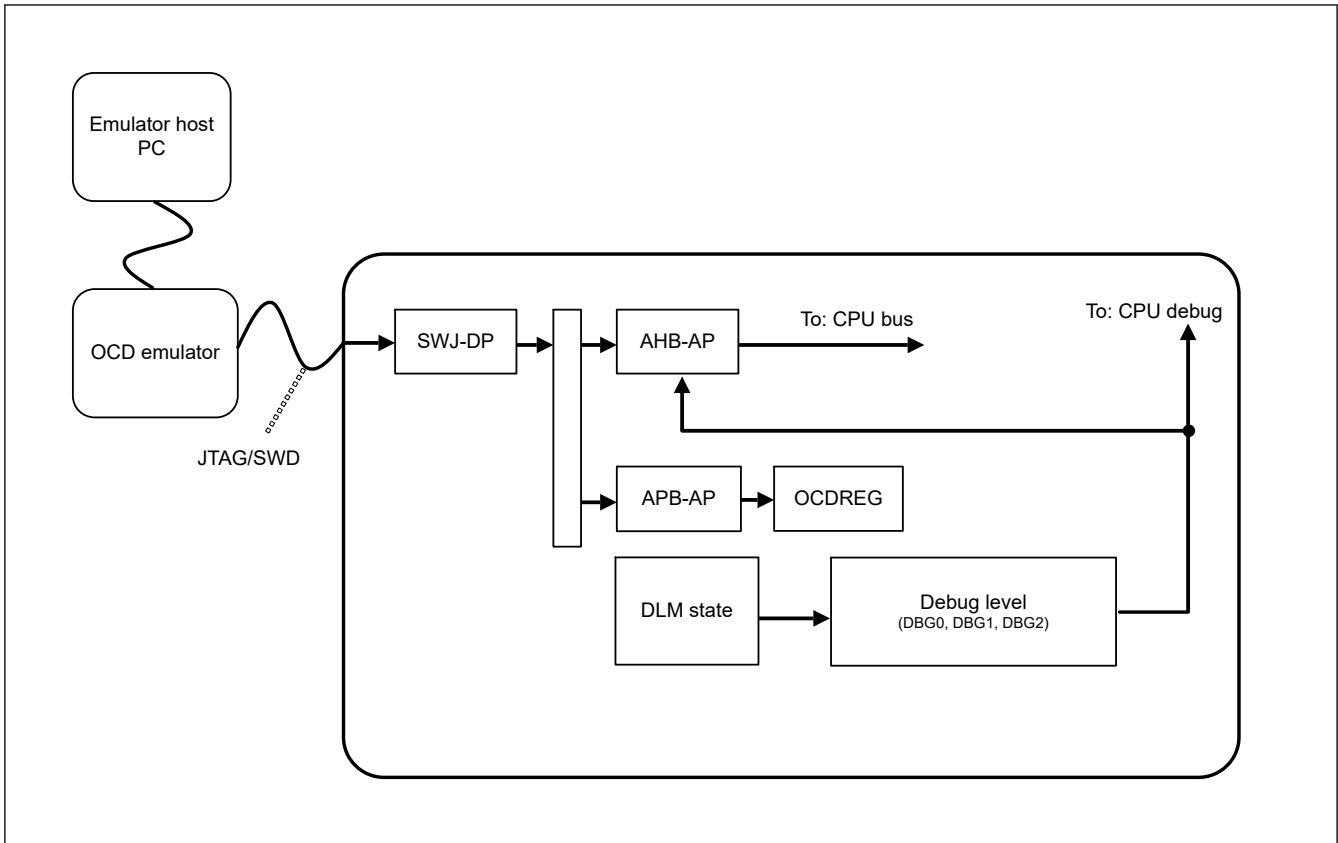 Emulator host
PC
OCD emulator
JTAG/SWD
SWJ-DP
AHB-AP
To: CPU bus
To: CPU debug
APB-AP
OCDREG
DLM state
Debug level
(DBG0, DBG1, DBG2)